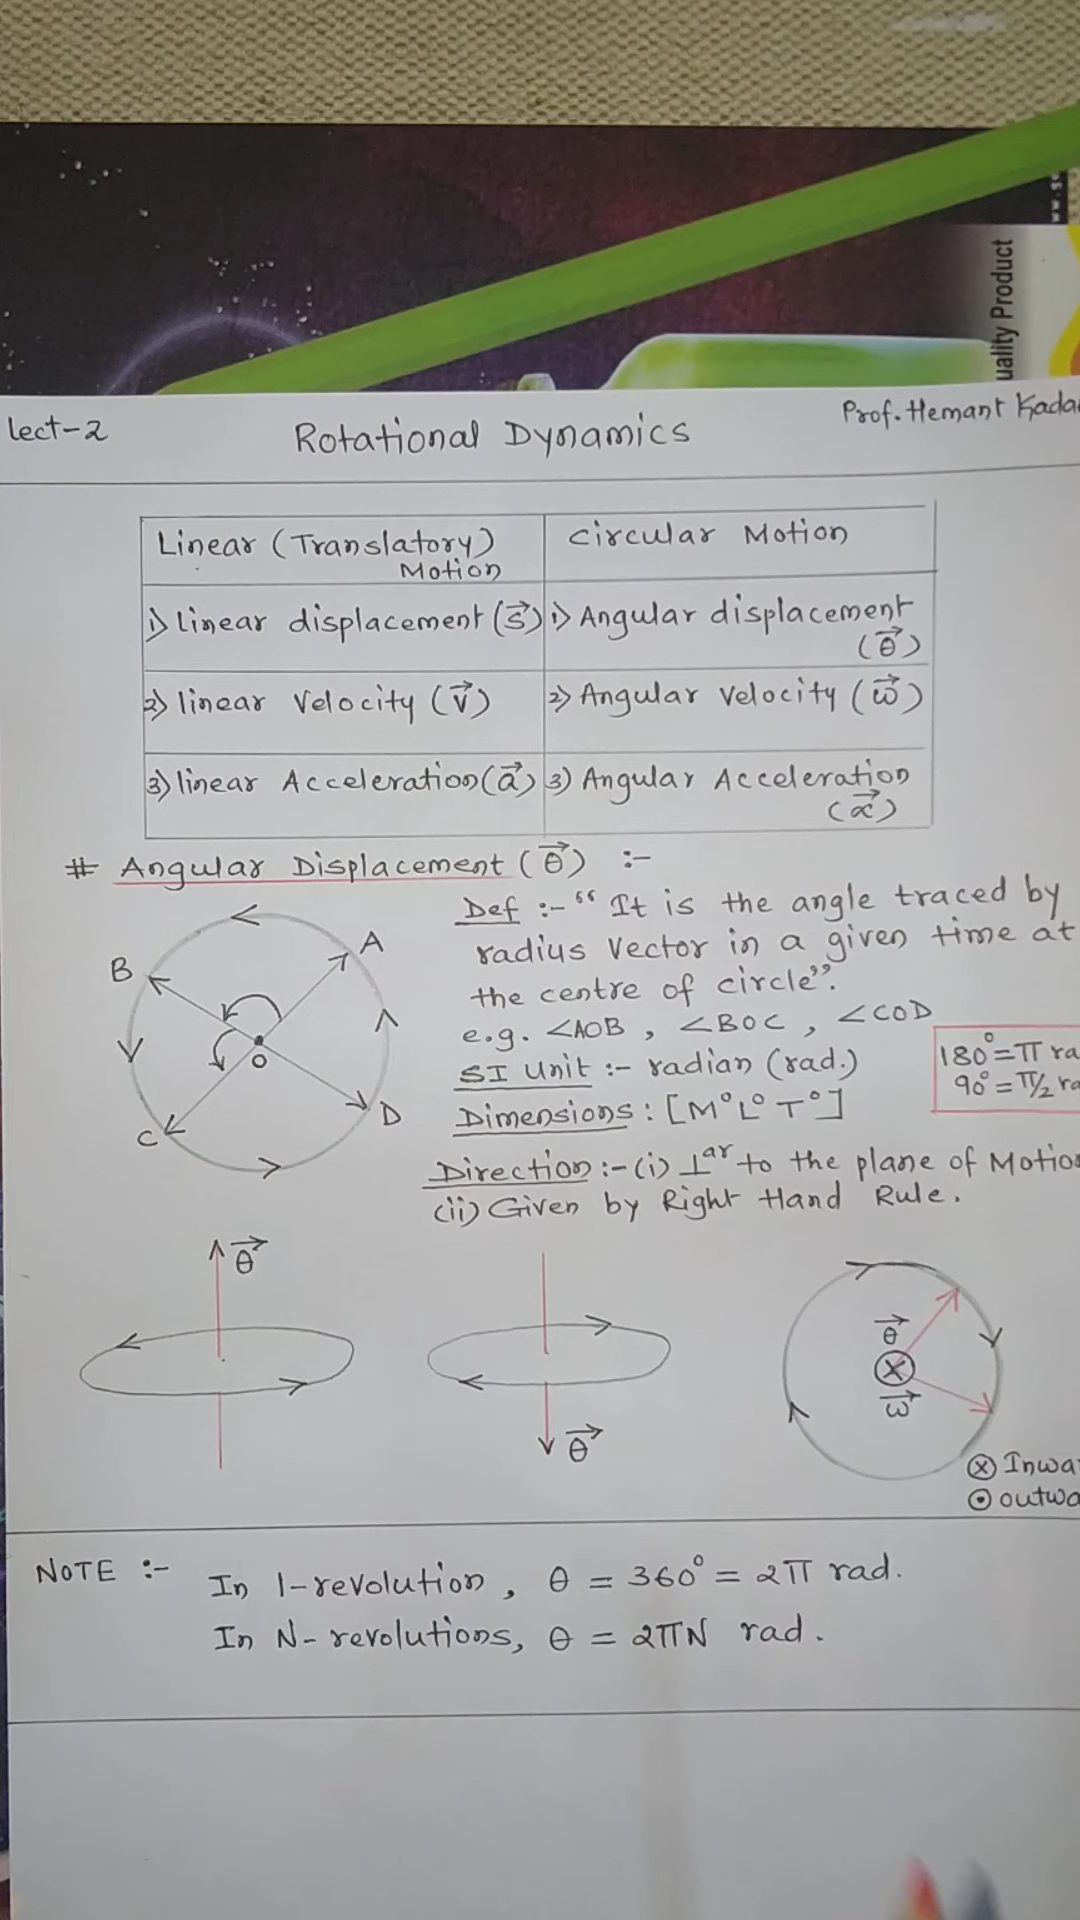 uality Product
lect-2
Rotational Dynamics
Prof. Hemant Kada
Linear (Translatory) Motion
Circular Motion
1) linear displacement (s⃗)
1) Angular displacement (θ⃗)
2) linear Velocity (v⃗)
2) Angular Velocity (ω⃗)
3) linear Acceleration (a⃗)
3) Angular Acceleration (α⃗)
# Angular Displacement (θ⃗) :-
A
B
O
C
D
Def :- “It is the angle traced by
radius vector in a given time at
the centre of circle”.
e.g. ∠AOB , ∠BOC , ∠COD
SI Unit :- radian (rad.)
180° = π ra
90° = π/2 ra
Dimensions : [M⁰ L⁰ T⁰]
Direction :- (i) ⊥ar to the plane of Motio
(ii) Given by Right Hand Rule.
θ⃗
θ⃗
θ⃗
ω⃗
⊗ Inwa
⊙ outwa
NOTE :-
In 1-revolution , θ = 360° = 2π rad.
In N-revolutions, θ = 2πN rad.